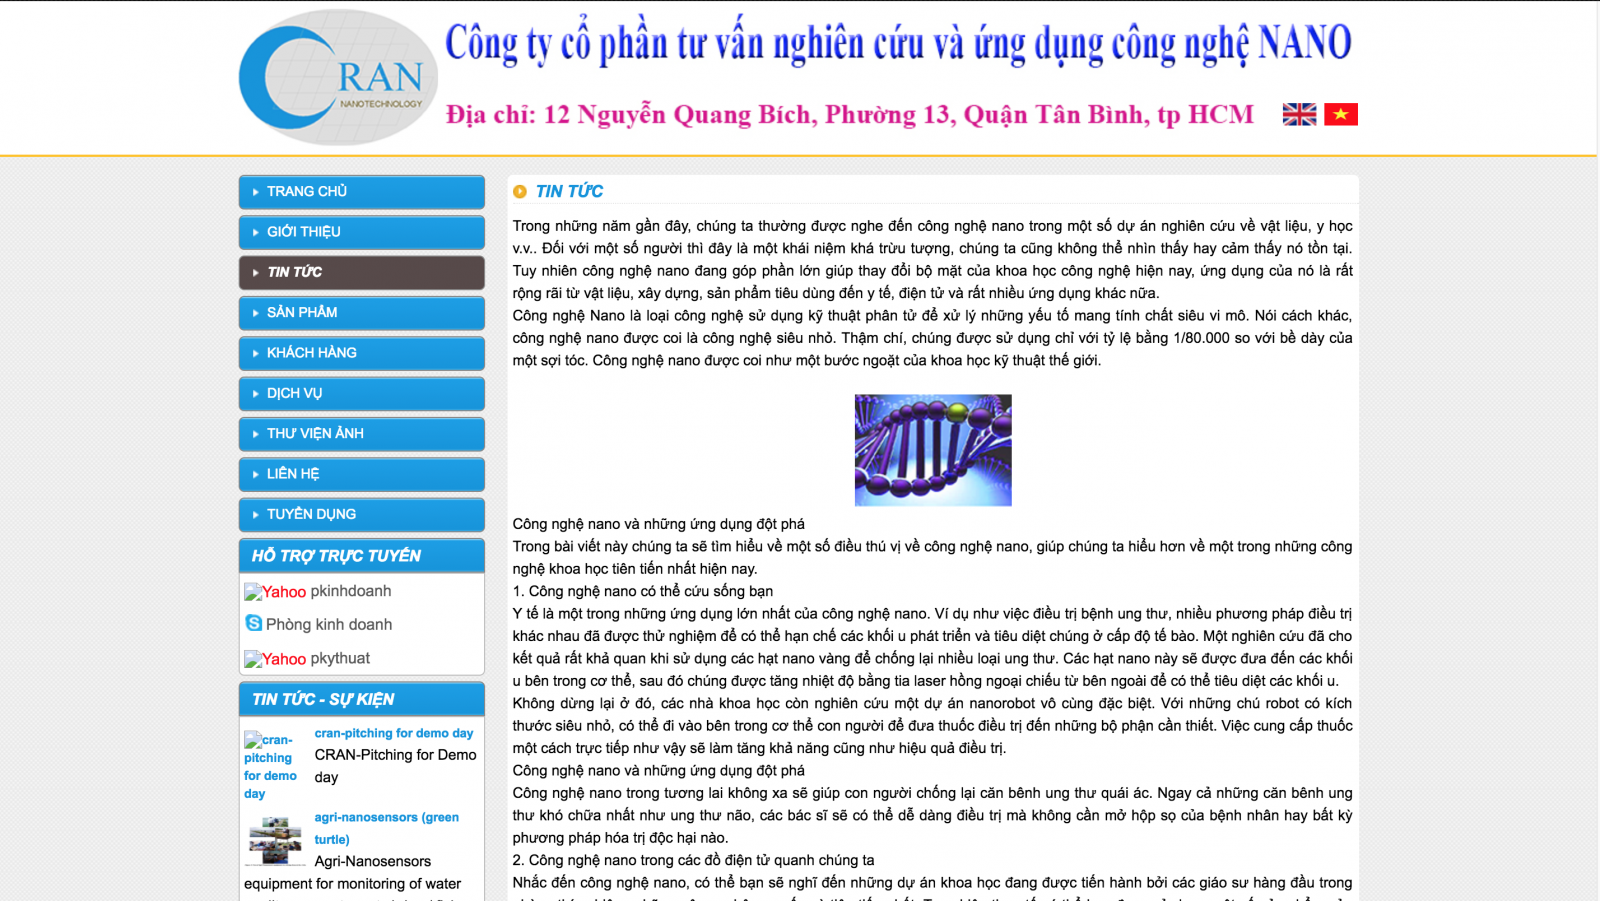 CRAN
NANOTECHNOLOGY
Công ty cổ phần tư vấn nghiên cứu và ứng dụng công nghệ NANO
Địa chỉ: 12 Nguyễn Quang Bích, Phường 13, Quận Tân Bình, tp HCM
TRANG CHỦ
GIỚI THIỆU
TIN TỨC
SẢN PHẨM
KHÁCH HÀNG
DỊCH VỤ
THƯ VIỆN ẢNH
LIÊN HỆ
TUYỂN DỤNG
HỖ TRỢ TRỰC TUYẾN
Yahoo pkinhdoanh
Phòng kinh doanh
Yahoo pkythuat
TIN TỨC - SỰ KIỆN
cran-
pitching
for demo
day
cran-pitching for demo day
CRAN-Pitching for Demo
day
agri-nanosensors (green
turtle)
Agri-Nanosensors
equipment for monitoring of water
TIN TỨC
Trong những năm gần đây, chúng ta thường được nghe đến công nghệ nano trong một số dự án nghiên cứu về vật liệu, y học
v.v.. Đối với một số người thì đây là một khái niệm khá trừu tượng, chúng ta cũng không thể nhìn thấy hay cảm thấy nó tồn tại.
Tuy nhiên công nghệ nano đang góp phần lớn giúp thay đổi bộ mặt của khoa học công nghệ hiện nay, ứng dụng của nó là rất
rộng rãi từ vật liệu, xây dựng, sản phẩm tiêu dùng đến y tế, điện tử và rất nhiều ứng dụng khác nữa.
Công nghệ Nano là loại công nghệ sử dụng kỹ thuật phân tử để xử lý những yếu tố mang tính chất siêu vi mô. Nói cách khác,
công nghệ nano được coi là công nghệ siêu nhỏ. Thậm chí, chúng được sử dụng chỉ với tỷ lệ bằng 1/80.000 so với bề dày của
một sợi tóc. Công nghệ nano được coi như một bước ngoặt của khoa học kỹ thuật thế giới.
Công nghệ nano và những ứng dụng đột phá
Trong bài viết này chúng ta sẽ tìm hiểu về một số điều thú vị về công nghệ nano, giúp chúng ta hiểu hơn về một trong những công
nghệ khoa học tiên tiến nhất hiện nay.
1. Công nghệ nano có thể cứu sống bạn
Y tế là một trong những ứng dụng lớn nhất của công nghệ nano. Ví dụ như việc điều trị bệnh ung thư, nhiều phương pháp điều trị
khác nhau đã được thử nghiệm để có thể hạn chế các khối u phát triển và tiêu diệt chúng ở cấp độ tế bào. Một nghiên cứu đã cho
kết quả rất khả quan khi sử dụng các hạt nano vàng để chống lại nhiều loại ung thư. Các hạt nano này sẽ được đưa đến các khối
u bên trong cơ thể, sau đó chúng được tăng nhiệt độ bằng tia laser hồng ngoại chiếu từ bên ngoài để có thể tiêu diệt các khối u.
Không dừng lại ở đó, các nhà khoa học còn nghiên cứu một dự án nanorobot vô cùng đặc biệt. Với những chú robot có kích
thước siêu nhỏ, có thể đi vào bên trong cơ thể con người để đưa thuốc điều trị đến những bộ phận cần thiết. Việc cung cấp thuốc
một cách trực tiếp như vậy sẽ làm tăng khả năng cũng như hiệu quả điều trị.
Công nghệ nano và những ứng dụng đột phá
Công nghệ nano trong tương lai không xa sẽ giúp con người chống lại căn bênh ung thư quái ác. Ngay cả những căn bênh ung
thư khó chữa nhất như ung thư não, các bác sĩ sẽ có thể dễ dàng điều trị mà không cần mở hộp sọ của bệnh nhân hay bất kỳ
phương pháp hóa trị độc hại nào.
2. Công nghệ nano trong các đồ điện tử quanh chúng ta
Nhắc đến công nghệ nano, có thể bạn sẽ nghĩ đến những dự án khoa học đang được tiến hành bởi các giáo sư hàng đầu trong